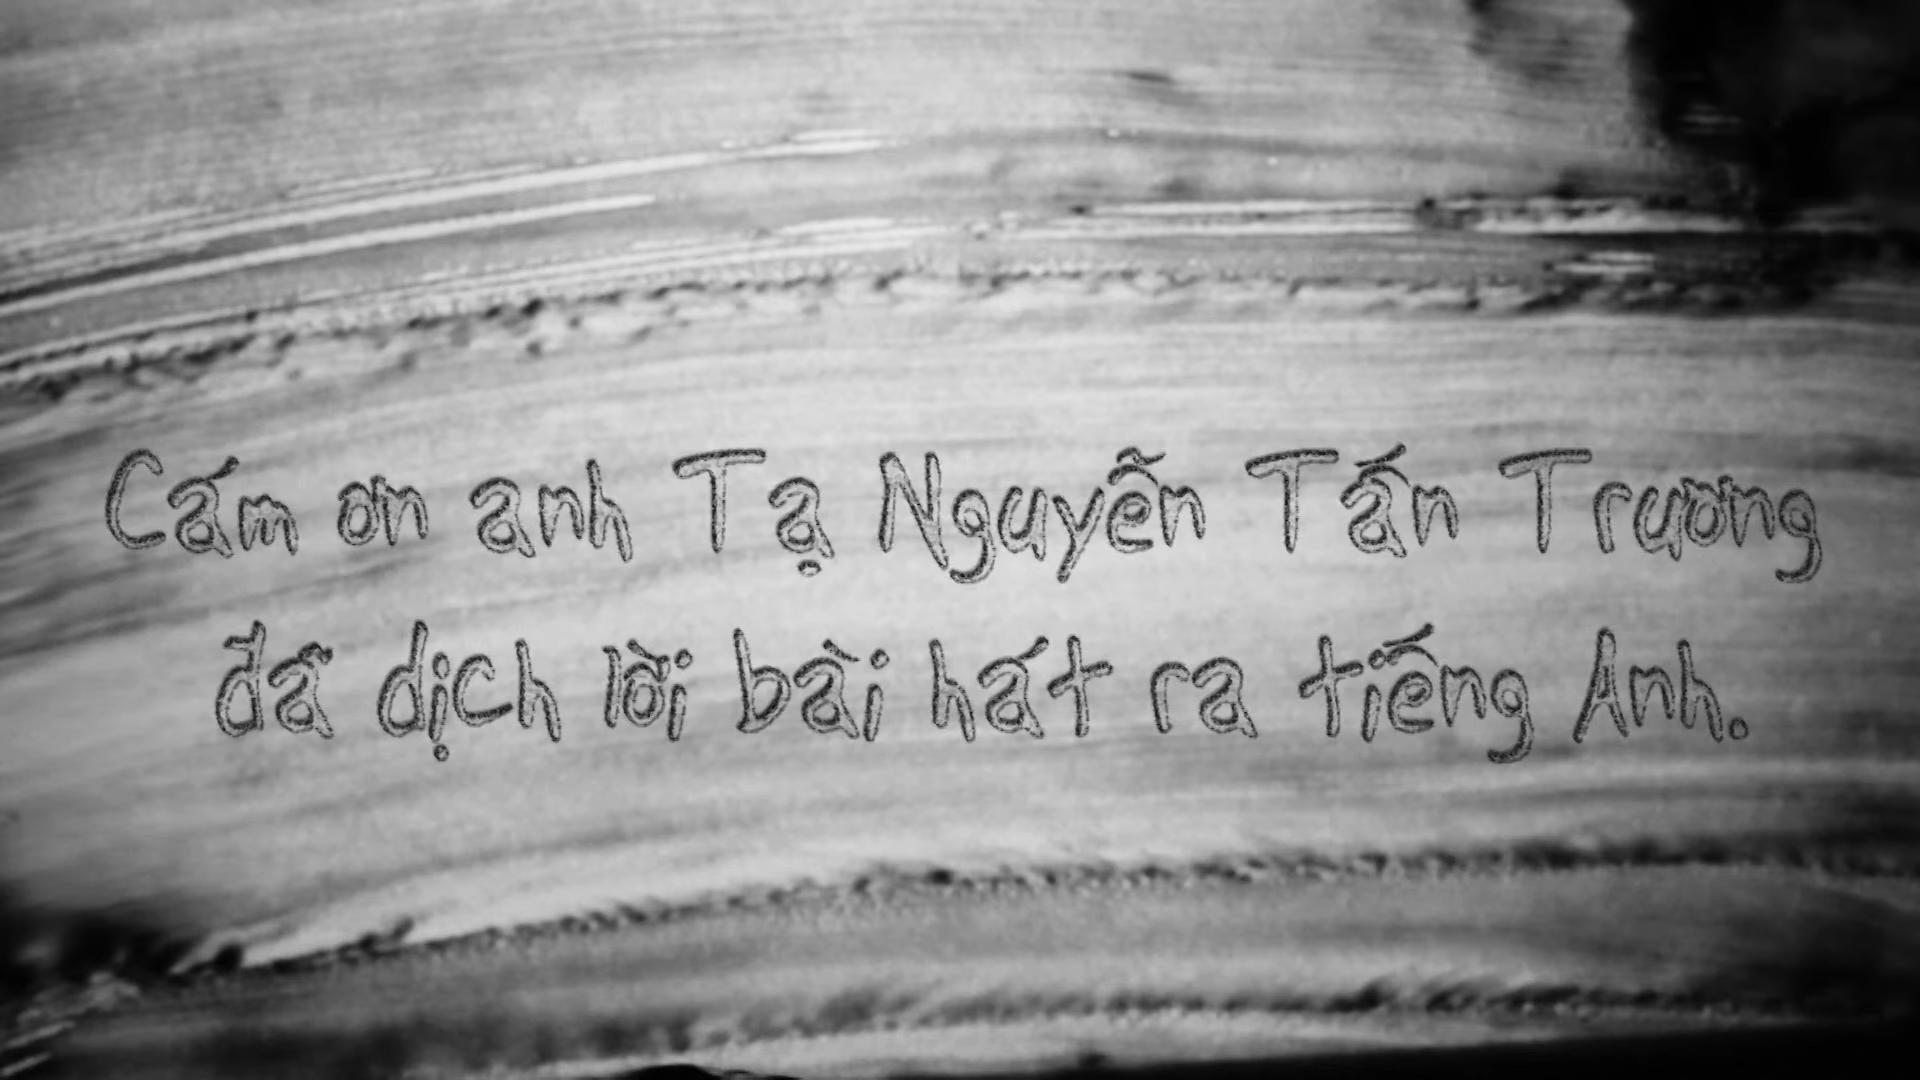 Cám ơn anh Tạ Nguyễn Tấn Trương
đã dịch lời bài hát ra tiếng Anh.